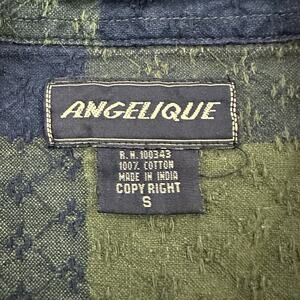 ANGELIQUE
R.N. 100343
100% COTTON
MADE IN INDIA
COPY RIGHT
S